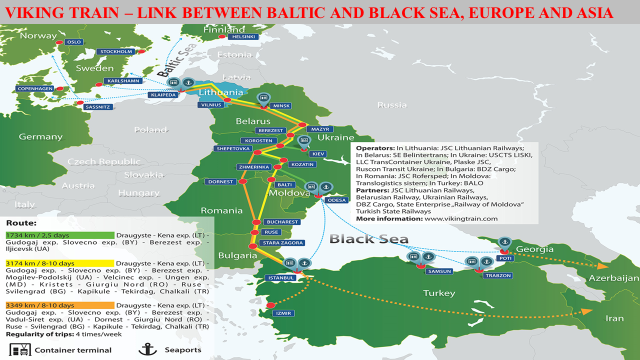 VIKING TRAIN – LINK BETWEEN BALTIC AND BLACK SEA, EUROPE AND ASIA
Norway
OSLO
STOCKHOLM
Finland
HELSINKI
Estonia
Sweden
Baltic Sea
Latvia
KARLSHAMN
COPENHAGEN
KLAIPEDA
Lithuania
SASSNITZ
VILNIUS
MINSK
Russia
Belarus
MAZYR
BEREZEST
Germany
Poland
KOROSTEN
Ukraine
SHEPETOVKA
KIEV
Czech Republic
Slovakia
ZHMERINKA
KOZATIN
Austria
Hungary
DORNEST
BALTI
Moldova
ODESA
Italy
Romania
BUCHAREST
RUSE
STARA ZAGORA
Bulgaria
Black Sea
Georgia
POTI
SAMSUN
TRABZON
ISTANBUL
Azerbaijan
Turkey
IZMIR
Iran
Operators: In Lithuania: JSC Lithuanian Railways;
In Belarus: SE Belintertrans; In Ukraine: USCTS LISKI,
LLC TransContainer Ukraine, Plaske JSC,
Ruscon Transit Ukraine; In Bulgaria: BDZ Cargo;
In Romania: JSC Rofersped; In Moldova:
Translogistics sistem; In Turkey: BALO
Partners: JSC Lithuanian Railways,
Belarusian Railway, Ukrainian Railways,
DBZ Cargo, State Enterprise „Railway of Moldova"
Turkish State Railways
More information: www.vikingtrain.com
Route:
1734 km / 2,5 days Draugyste - Kena exp. (LT) -
Gudogaj exp. Slovecno exp. (BY) - Berezest exp.
Iljicevsk (UA)
3174 km / 8-10 days Draugyste - Kena exp. (LT) -
Gudogaj exp. - Slovecno exp. (BY) - Berezest exp. -
Mogiliev-Podolskij (UA) - Velcinec exp. - Ungen exp.
(MD) - Kristets - Giurgiu Nord (RO) - Ruse -
Svilengrad (BG) - Kapikule - Tekirdag, Chalkali (TR)
3349 km / 8-10 days Draugyste - Kena exp. (LT) -
Gudogaj exp. - Slovecno exp. (BY) - Berezest exp. -
Vadul-Siret exp. (UA) - Dornest - Giurgiu Nord (RO) -
Ruse - Svilengrad (BG) - Kapikule - Tekirdag, Chalkali (TR)
Regularity of trips: 4 times/week
Container terminal
Seaports